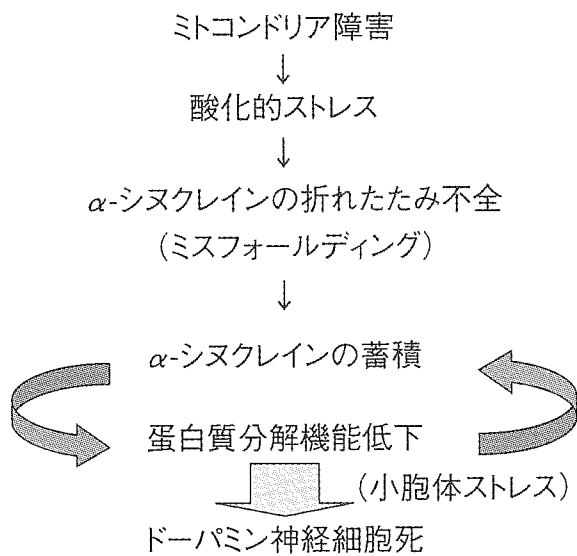 ミトコンドリア障害
↓
酸化的ストレス
↓
α-シヌクレインの折れたたみ不全
（ミスフォールディング）
↓
α-シヌクレインの蓄積
蛋白質分解機能低下
（小胞体ストレス）
ドーパミン神経細胞死